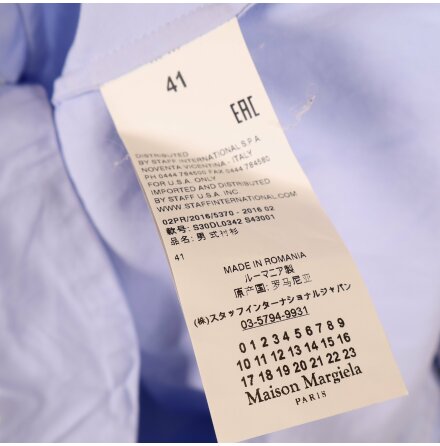 41
EAC
DISTRIBUTED
BY STAFF INTERNATIONAL S.P.A
NOVENTA VICENTINA - ITALY
PH 0444 784500 FAX 0444 784580
FOR U.S.A. ONLY
IMPORTED AND DISTRIBUTED
BY STAFF U.S.A. INC
WWW.STAFFINTERNATIONAL.COM
02PR/2016/5370 - 2016 02
款号: S30DL0342 S43001
品名: 男式衬衫
41
MADE IN ROMANIA
ルーマニア製
原产国: 罗马尼亚
(株)スタッフインターナショナルジャパン
03-5794-9931
0 1 2 3 4 5 6 7 8 9
10 11 12 13 14 15 16
17 18 19 20 21 22 23
Maison Margiela
PARIS